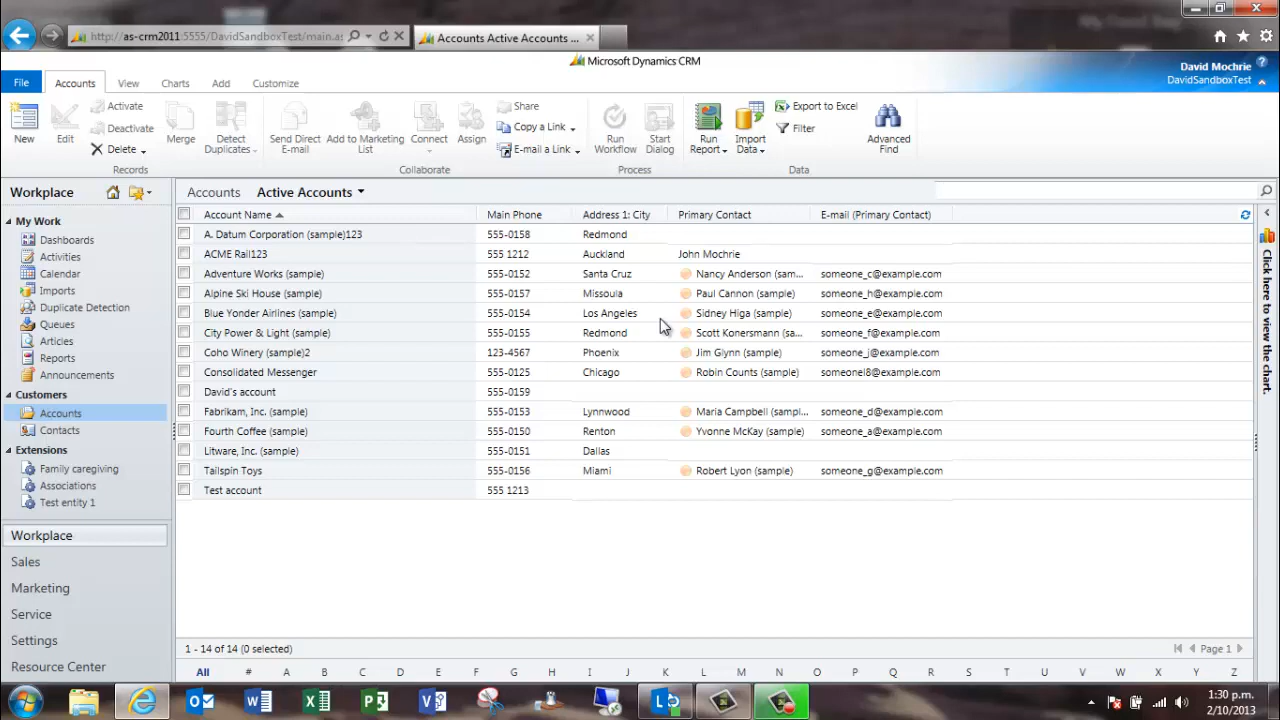 http://as-crm2011:5555/DavidSandboxTest/main.as
Accounts Active Accounts ...
Microsoft Dynamics CRM
David Mochrie
DavidSandboxTest
File
Accounts
View
Charts
Add
Customize
New
Edit
Activate
Deactivate
Delete
Merge
Detect Duplicates
Records
Send Direct E-mail
Add to Marketing List
Connect
Assign
Share
Copy a Link
E-mail a Link
Collaborate
Run Workflow
Start Dialog
Process
Run Report
Import Data
Export to Excel
Filter
Advanced Find
Data
Workplace
My Work
Dashboards
Activities
Calendar
Imports
Duplicate Detection
Queues
Articles
Reports
Announcements
Customers
Accounts
Contacts
Extensions
Family caregiving
Associations
Test entity 1
Workplace
Sales
Marketing
Service
Settings
Resource Center
Accounts Active Accounts
Account Name Main Phone Address 1: City Primary Contact E-mail (Primary Contact)
A. Datum Corporation (sample)123 555-0158 Redmond
ACME Rail123 555 1212 Auckland John Mochrie
Adventure Works (sample) 555-0152 Santa Cruz Nancy Anderson (sam... someone_c@example.com
Alpine Ski House (sample) 555-0157 Missoula Paul Cannon (sample) someone_h@example.com
Blue Yonder Airlines (sample) 555-0154 Los Angeles Sidney Higa (sample) someone_e@example.com
City Power & Light (sample) 555-0155 Redmond Scott Konersmann (sa... someone_f@example.com
Coho Winery (sample)2 123-4567 Phoenix Jim Glynn (sample) someone_j@example.com
Consolidated Messenger 555-0125 Chicago Robin Counts (sample) someonei8@example.com
David's account 555-0159
Fabrikam, Inc. (sample) 555-0153 Lynnwood Maria Campbell (sampl... someone_d@example.com
Fourth Coffee (sample) 555-0150 Renton Yvonne McKay (sample) someone_a@example.com
Litware, Inc. (sample) 555-0151 Dallas
Tailspin Toys 555-0156 Miami Robert Lyon (sample) someone_g@example.com
Test account 555 1213
Click here to view the chart.
1 - 14 of 14 (0 selected)
Page 1
All # A B C D E F G H I J K L M N O P Q R S T U V W X Y Z
1:30 p.m.
2/10/2013